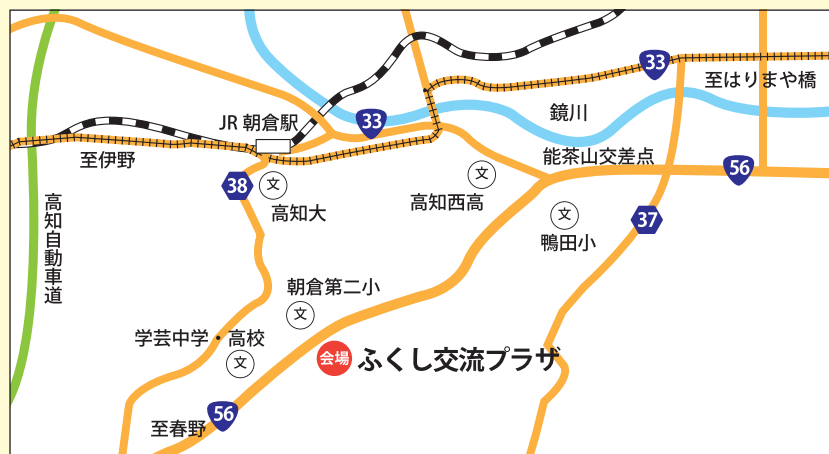 33
至はりまや橋
鏡川
JR 朝倉駅
33
能茶山交差点
至伊野
56
38
文
高知大
文
高知西高
文
鴨田小
37
高知自動車道
朝倉第二小
文
学芸中学・高校
文
会場
ふくし交流プラザ
56
至春野